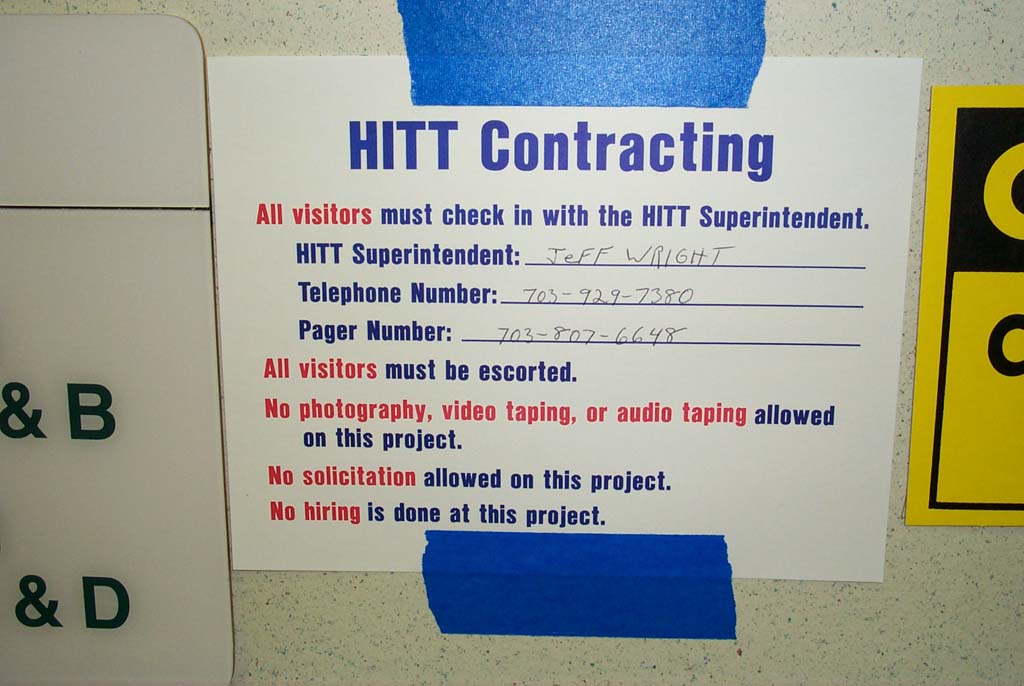 HITT Contracting
All visitors must check in with the HITT Superintendent.
HITT Superintendent: JeFF WRIGHT
Telephone Number: 703-929-7380
Pager Number: 703-807-6648
All visitors must be escorted.
No photography, video taping, or audio taping allowed
on this project.
No solicitation allowed on this project.
No hiring is done at this project.
& B
& D